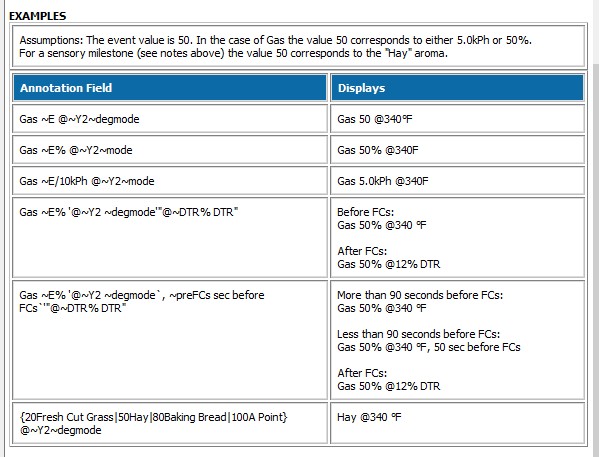 EXAMPLES
Assumptions: The event value is 50. In the case of Gas the value 50 corresponds to either 5.0kPh or 50%.
For a sensory milestone (see notes above) the value 50 corresponds to the "Hay" aroma.
Annotation Field
Displays
Gas ~E @~Y2~degmode
Gas 50 @340°F
Gas ~E% @~Y2~mode
Gas 50% @340F
Gas ~E/10kPh @~Y2~mode
Gas 5.0kPh @340F
Gas ~E% '@~Y2 ~degmode'"@~DTR% DTR"
Before FCs:
Gas 50% @340 °F
After FCs:
Gas 50% @12% DTR
Gas ~E% '@~Y2 ~degmode`, ~preFCs sec before
FCs`'"@~DTR% DTR"
More than 90 seconds before FCs:
Gas 50% @340 °F
Less than 90 seconds before FCs:
Gas 50% @340 °F, 50 sec before FCs
After FCs:
Gas 50% @12% DTR
{20Fresh Cut Grass|50Hay|80Baking Bread|100A Point}
@~Y2~degmode
Hay @340 °F